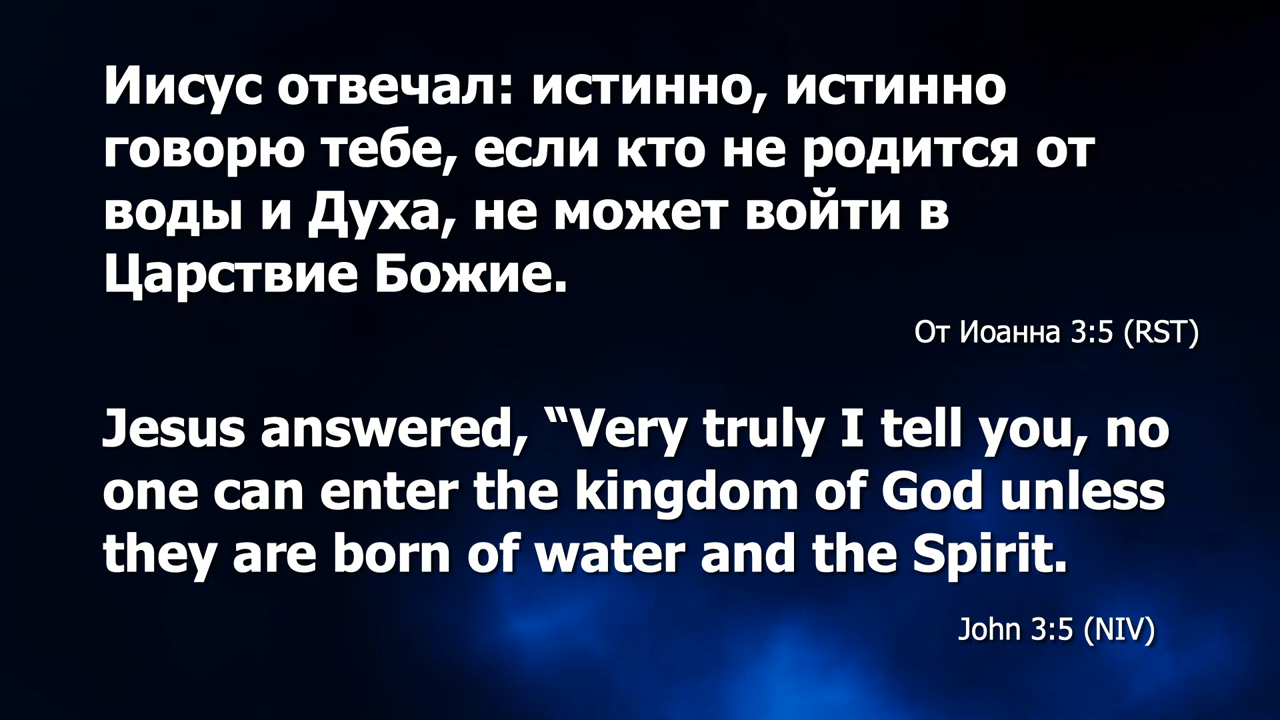 Иисус отвечал: истинно, истинно
говорю тебе, если кто не родится от
воды и Духа, не может войти в
Царствие Божие.
От Иоанна 3:5 (RST)
Jesus answered, “Very truly I tell you, no
one can enter the kingdom of God unless
they are born of water and the Spirit.
John 3:5 (NIV)